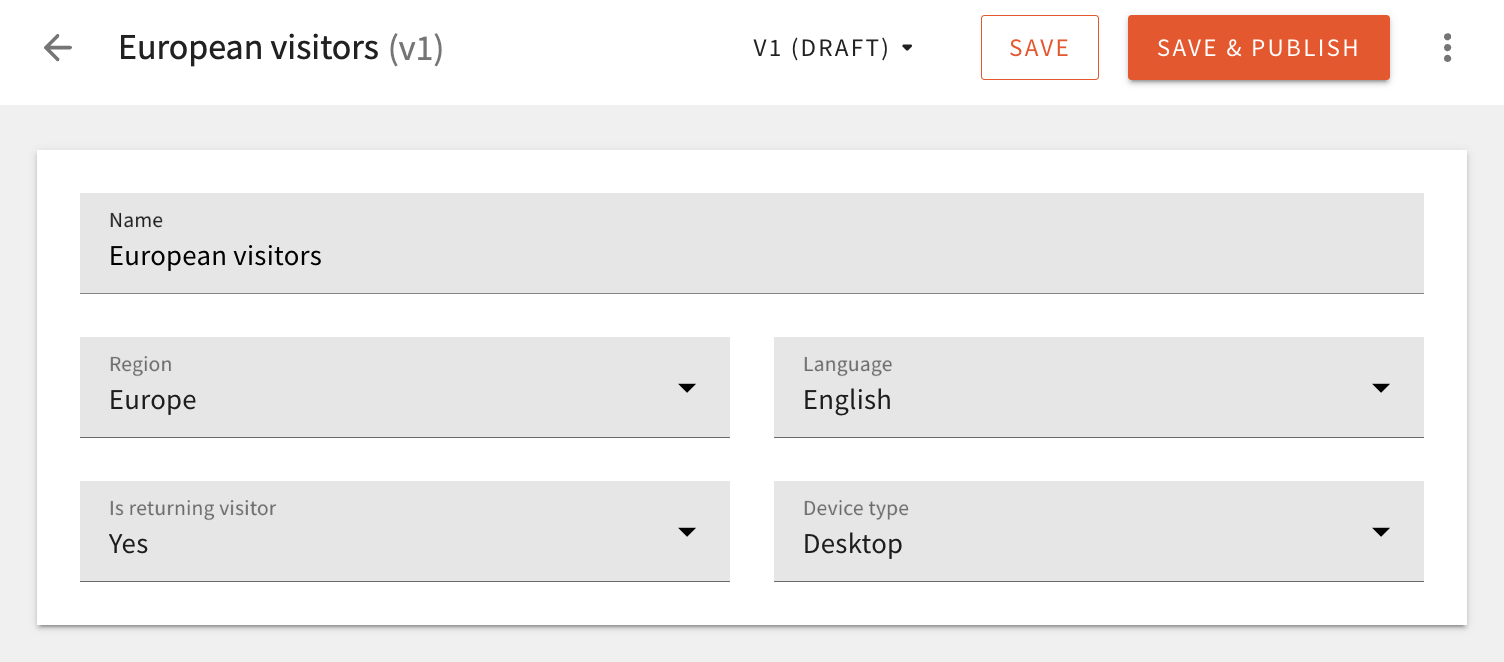 European visitors (v1)
V1 (DRAFT)
SAVE
SAVE & PUBLISH
Name
European visitors
Region
Europe
Language
English
Is returning visitor
Yes
Device type
Desktop